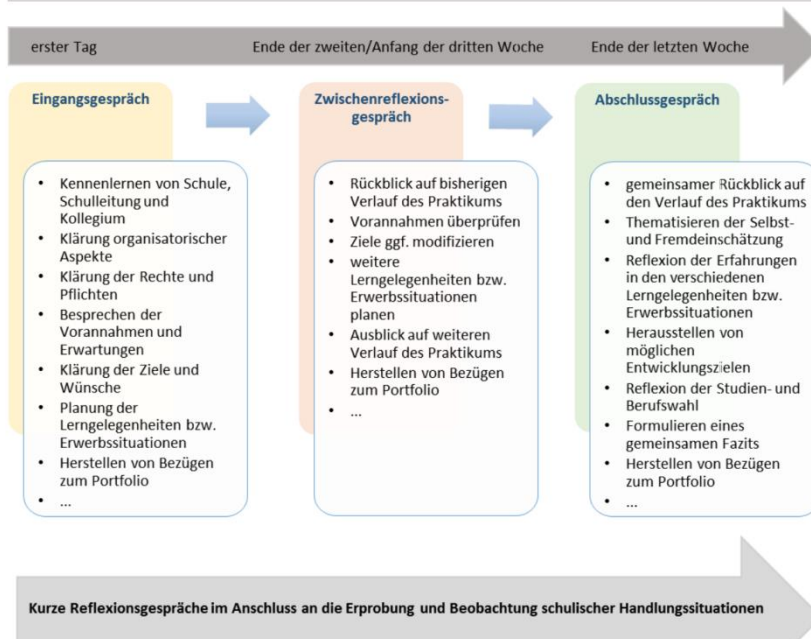 erster Tag
Ende der zweiten/Anfang der dritten Woche
Ende der letzten Woche
Eingangsgespräch
• Kennenlernen von Schule,
Schulleitung und
Kollegium
• Klärung organisatorischer
Aspekte
• Klärung der Rechte und
Pflichten
• Besprechen der
Vorannahmen und
Erwartungen
• Klärung der Ziele und
Wünsche
• Planung der
Lerngelegenheiten bzw.
Erwerbssituationen
• Herstellen von Bezügen
zum Portfolio
• ...
Zwischenreflexions-
gespräch
• Rückblick auf bisherigen
Verlauf des Praktikums
• Vorannahmen überprüfen
• Ziele ggf. modifizieren
• weitere
Lerngelegenheiten bzw.
Erwerbssituationen
planen
• Ausblick auf weiteren
Verlauf des Praktikums
• Herstellen von Bezügen
zum Portfolio
• ...
Abschlussgespräch
• gemeinsamer Rückblick auf
den Verlauf des Praktikums
• Thematisieren der Selbst-
und Fremdeinschätzung
• Reflexion der Erfahrungen
in den verschiedenen
Lerngelegenheiten bzw.
Erwerbssituationen
• Herausstellen von
möglichen
Entwicklungszielen
• Reflexion der Studien- und
Berufswahl
• Formulieren eines
gemeinsamen Fazits
• Herstellen von Bezügen
zum Portfolio
• ...
Kurze Reflexionsgespräche im Anschluss an die Erprobung und Beobachtung schulischer Handlungssituationen